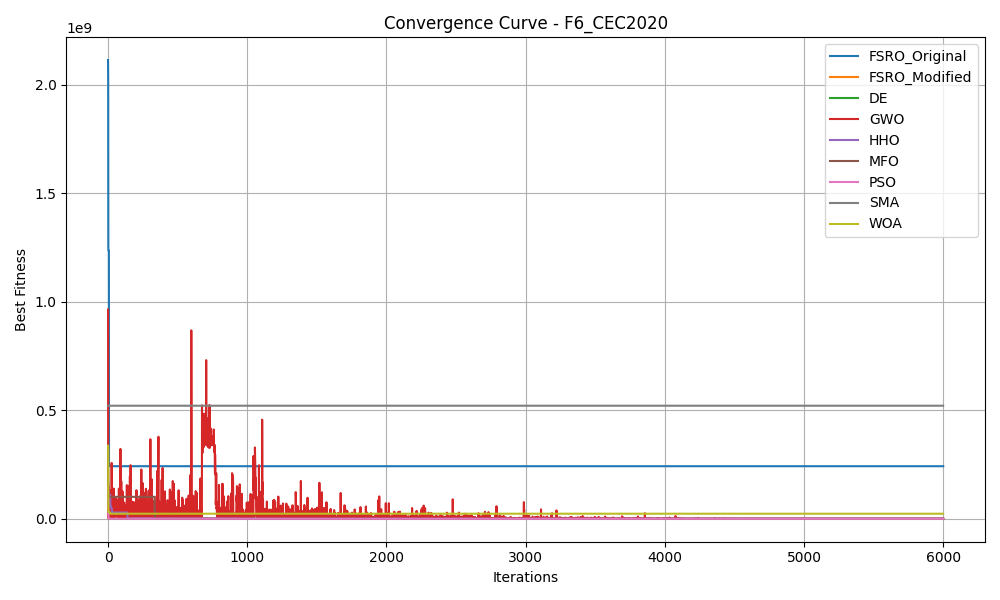 Convergence Curve - F6_CEC2020
1e9
2.0
1.5
1.0
0.5
0.0
Best Fitness
0 1000 2000 3000 4000 5000 6000
Iterations
FSRO_Original
FSRO_Modified
DE
GWO
HHO
MFO
PSO
SMA
WOA